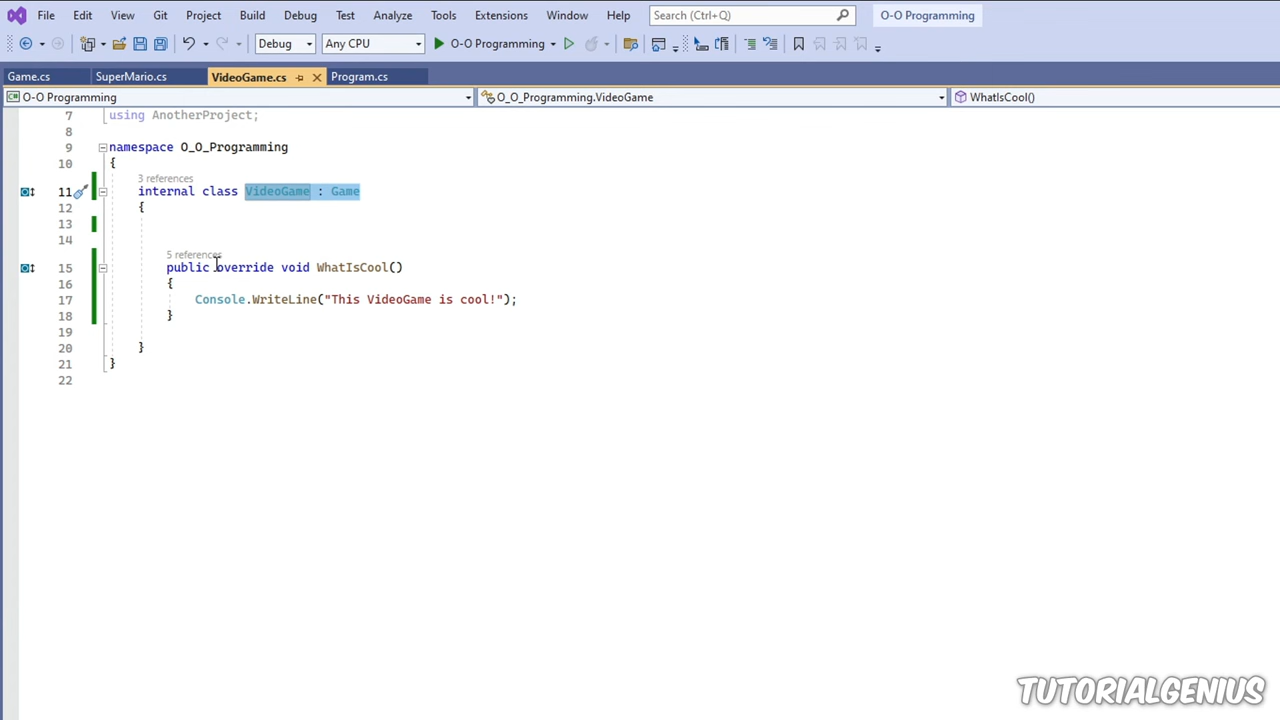 File Edit View Git Project Build Debug Test Analyze Tools Extensions Window Help Search (Ctrl+Q) O-O Programming
Debug Any CPU O-O Programming
Game.cs SuperMario.cs VideoGame.cs Program.cs
C# O-O Programming O_O_Programming.VideoGame WhatIsCool()
7 using AnotherProject;
8
9 namespace O_O_Programming
10 {
3 references
11 internal class VideoGame : Game
12 {
13
14
5 references
15 public override void WhatIsCool()
16 {
17 Console.WriteLine("This VideoGame is cool!");
18 }
19
20 }
21 }
22
TUTORIALGENIUS